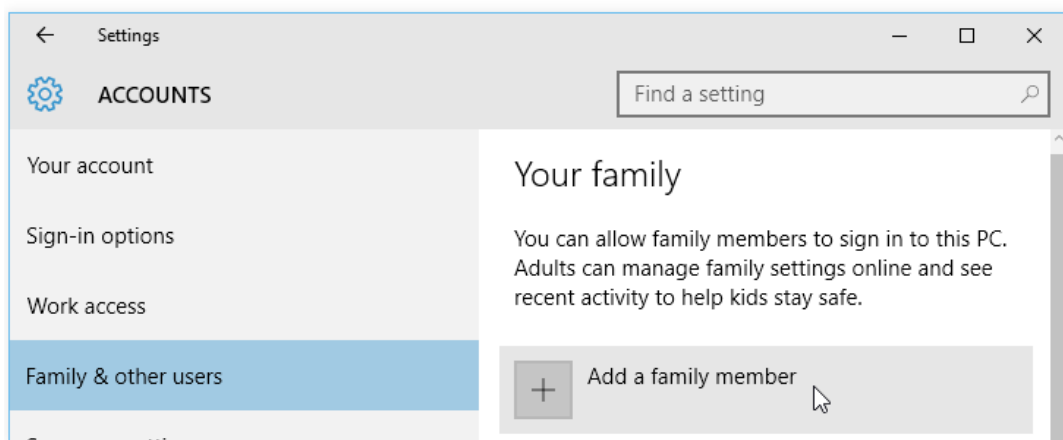 Settings
ACCOUNTS
Find a setting
Your account
Sign-in options
Work access
Family & other users
Your family
You can allow family members to sign in to this PC.
Adults can manage family settings online and see
recent activity to help kids stay safe.
Add a family member